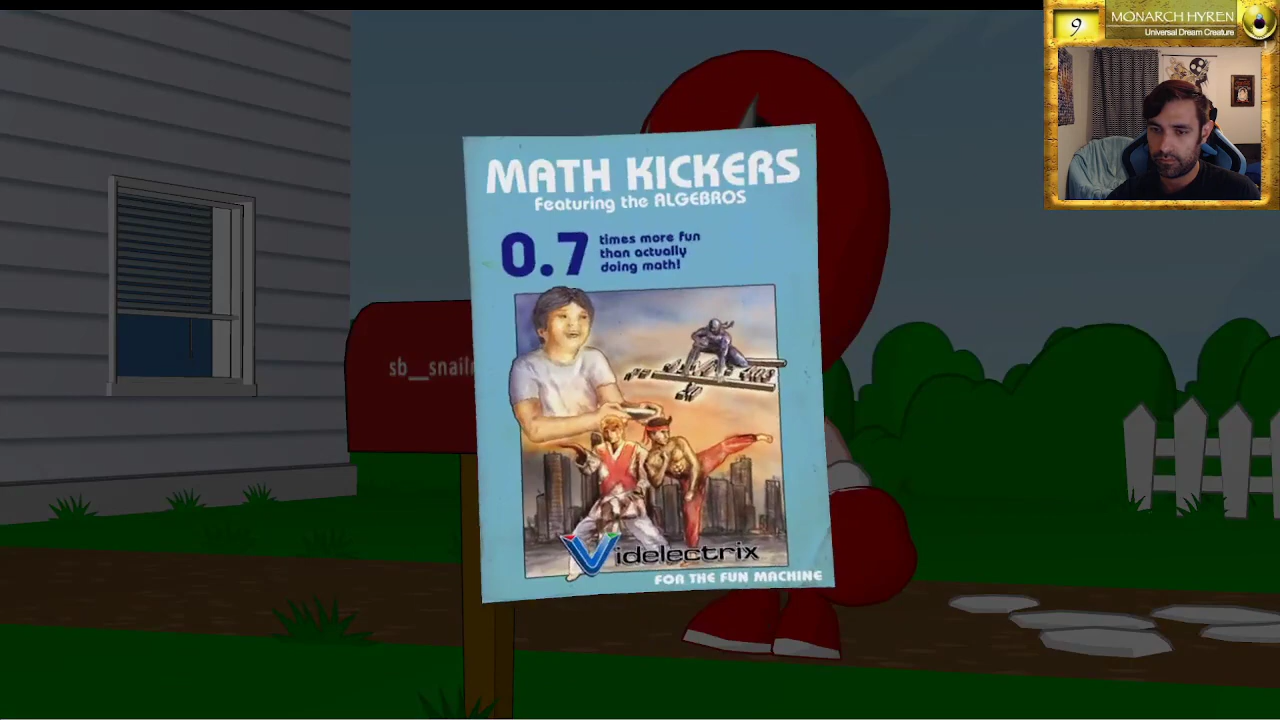 9
MONARCH HYREN
Universal Dream Creature
MATH KICKERS
Featuring the ALGEBROS
0.7
times more fun
than actually
doing math!
sb__snail
Videlectrix
FOR THE FUN MACHINE